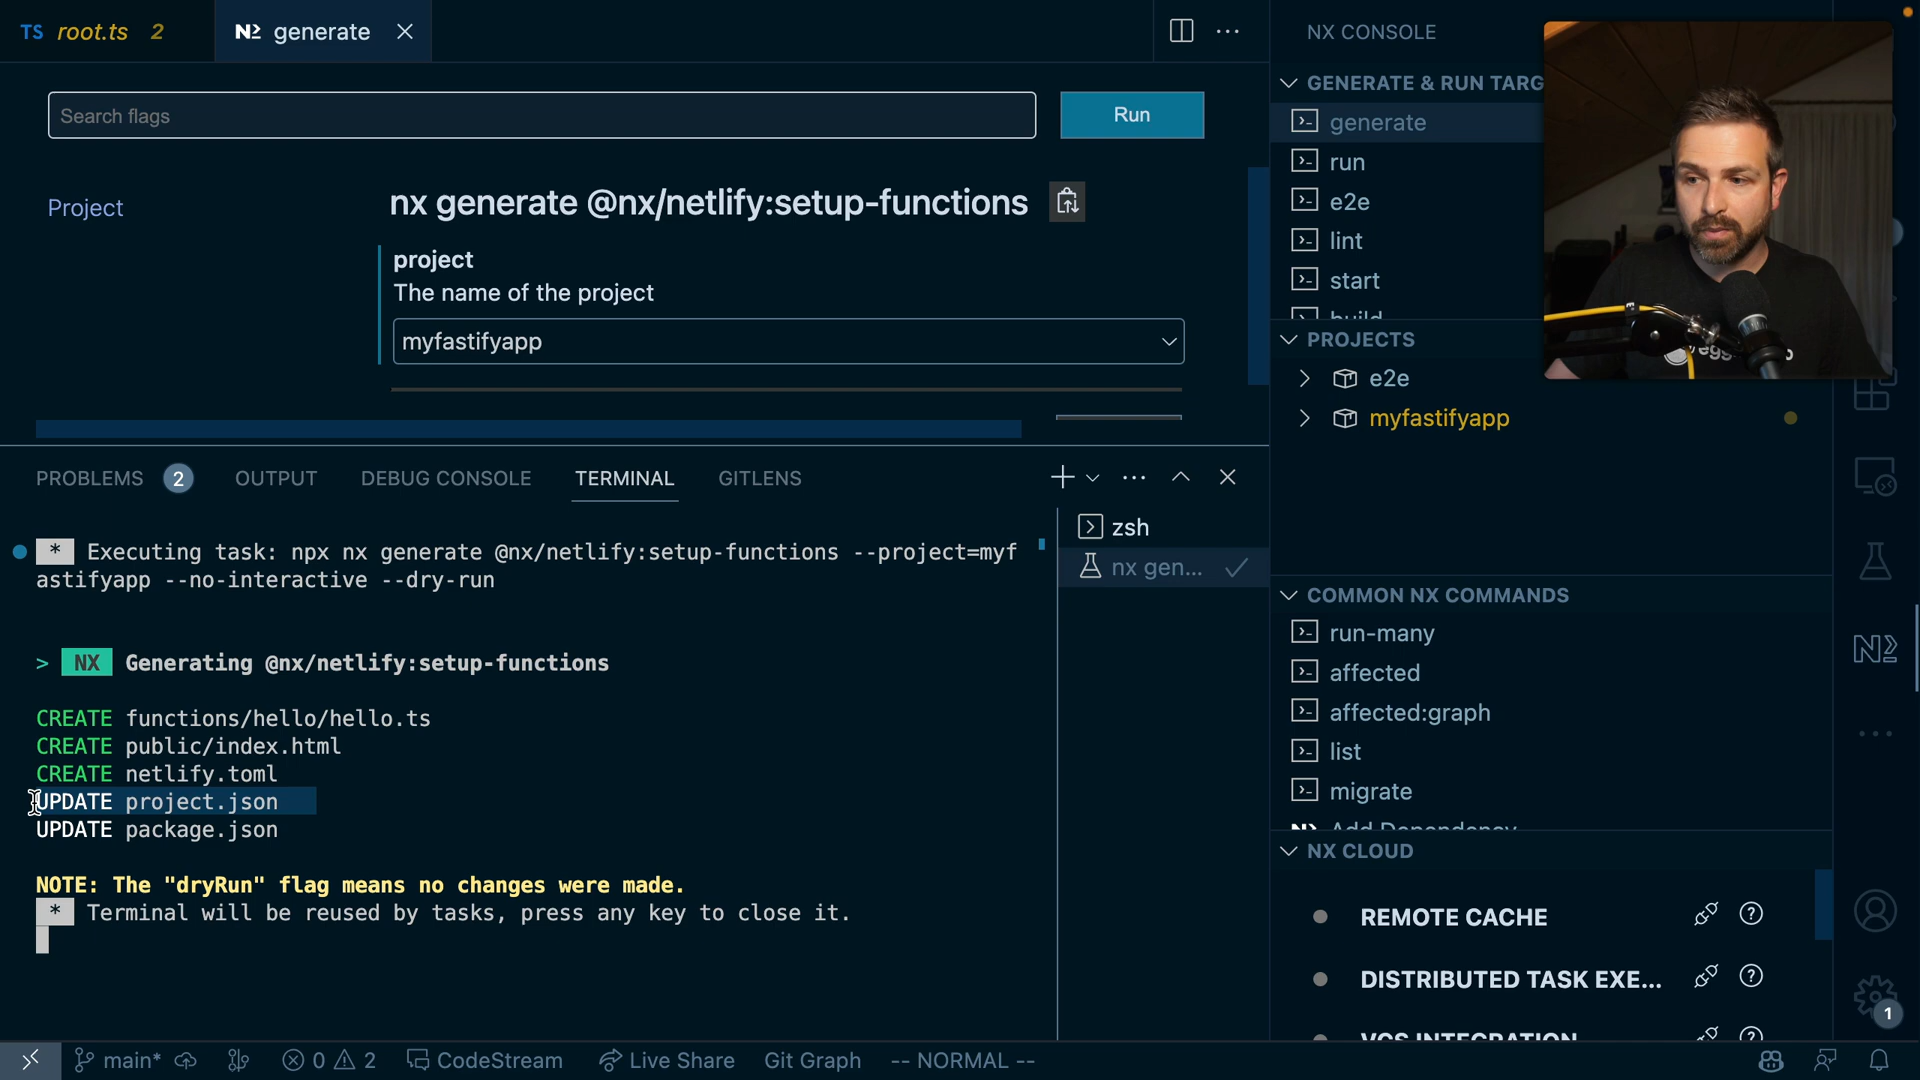 TS root.ts 2
generate
Search flags
Run
Project
nx generate @nx/netlify:setup-functions
project
The name of the project
myfastifyapp
PROBLEMS 2 OUTPUT DEBUG CONSOLE TERMINAL GITLENS
* Executing task: npx nx generate @nx/netlify:setup-functions --project=myf
astifyapp --no-interactive --dry-run
> NX Generating @nx/netlify:setup-functions
CREATE functions/hello/hello.ts
CREATE public/index.html
CREATE netlify.toml
UPDATE project.json
UPDATE package.json
NOTE: The "dryRun" flag means no changes were made.
* Terminal will be reused by tasks, press any key to close it.
zsh
nx gen...
NX CONSOLE
GENERATE & RUN TARG
generate
run
e2e
lint
start
build
PROJECTS
e2e
myfastifyapp
COMMON NX COMMANDS
run-many
affected
affected:graph
list
migrate
Add Dependency
NX CLOUD
REMOTE CACHE
DISTRIBUTED TASK EXE...
VCS INTEGRATION
1
main* 0 2 CodeStream Live Share Git Graph -- NORMAL --